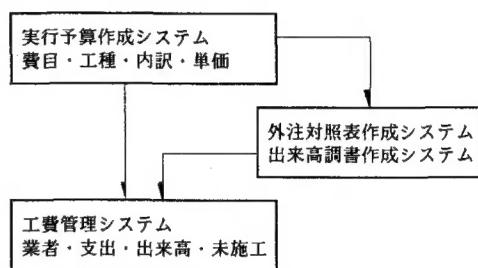 実行予算作成システム
費目・工種・内訳・単価
外注対照表作成システム
出来高調書作成システム
工費管理システム
業者・支出・出来高・未施工